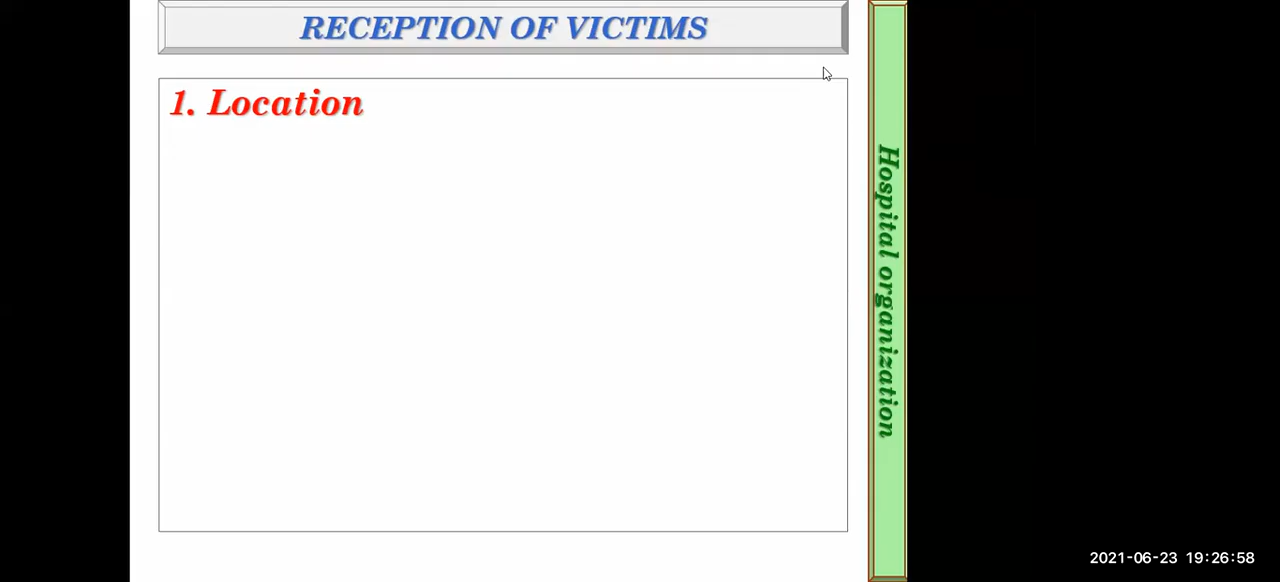 RECEPTION OF VICTIMS
1. Location
Hospital organization
2021-06-23 19:26:58